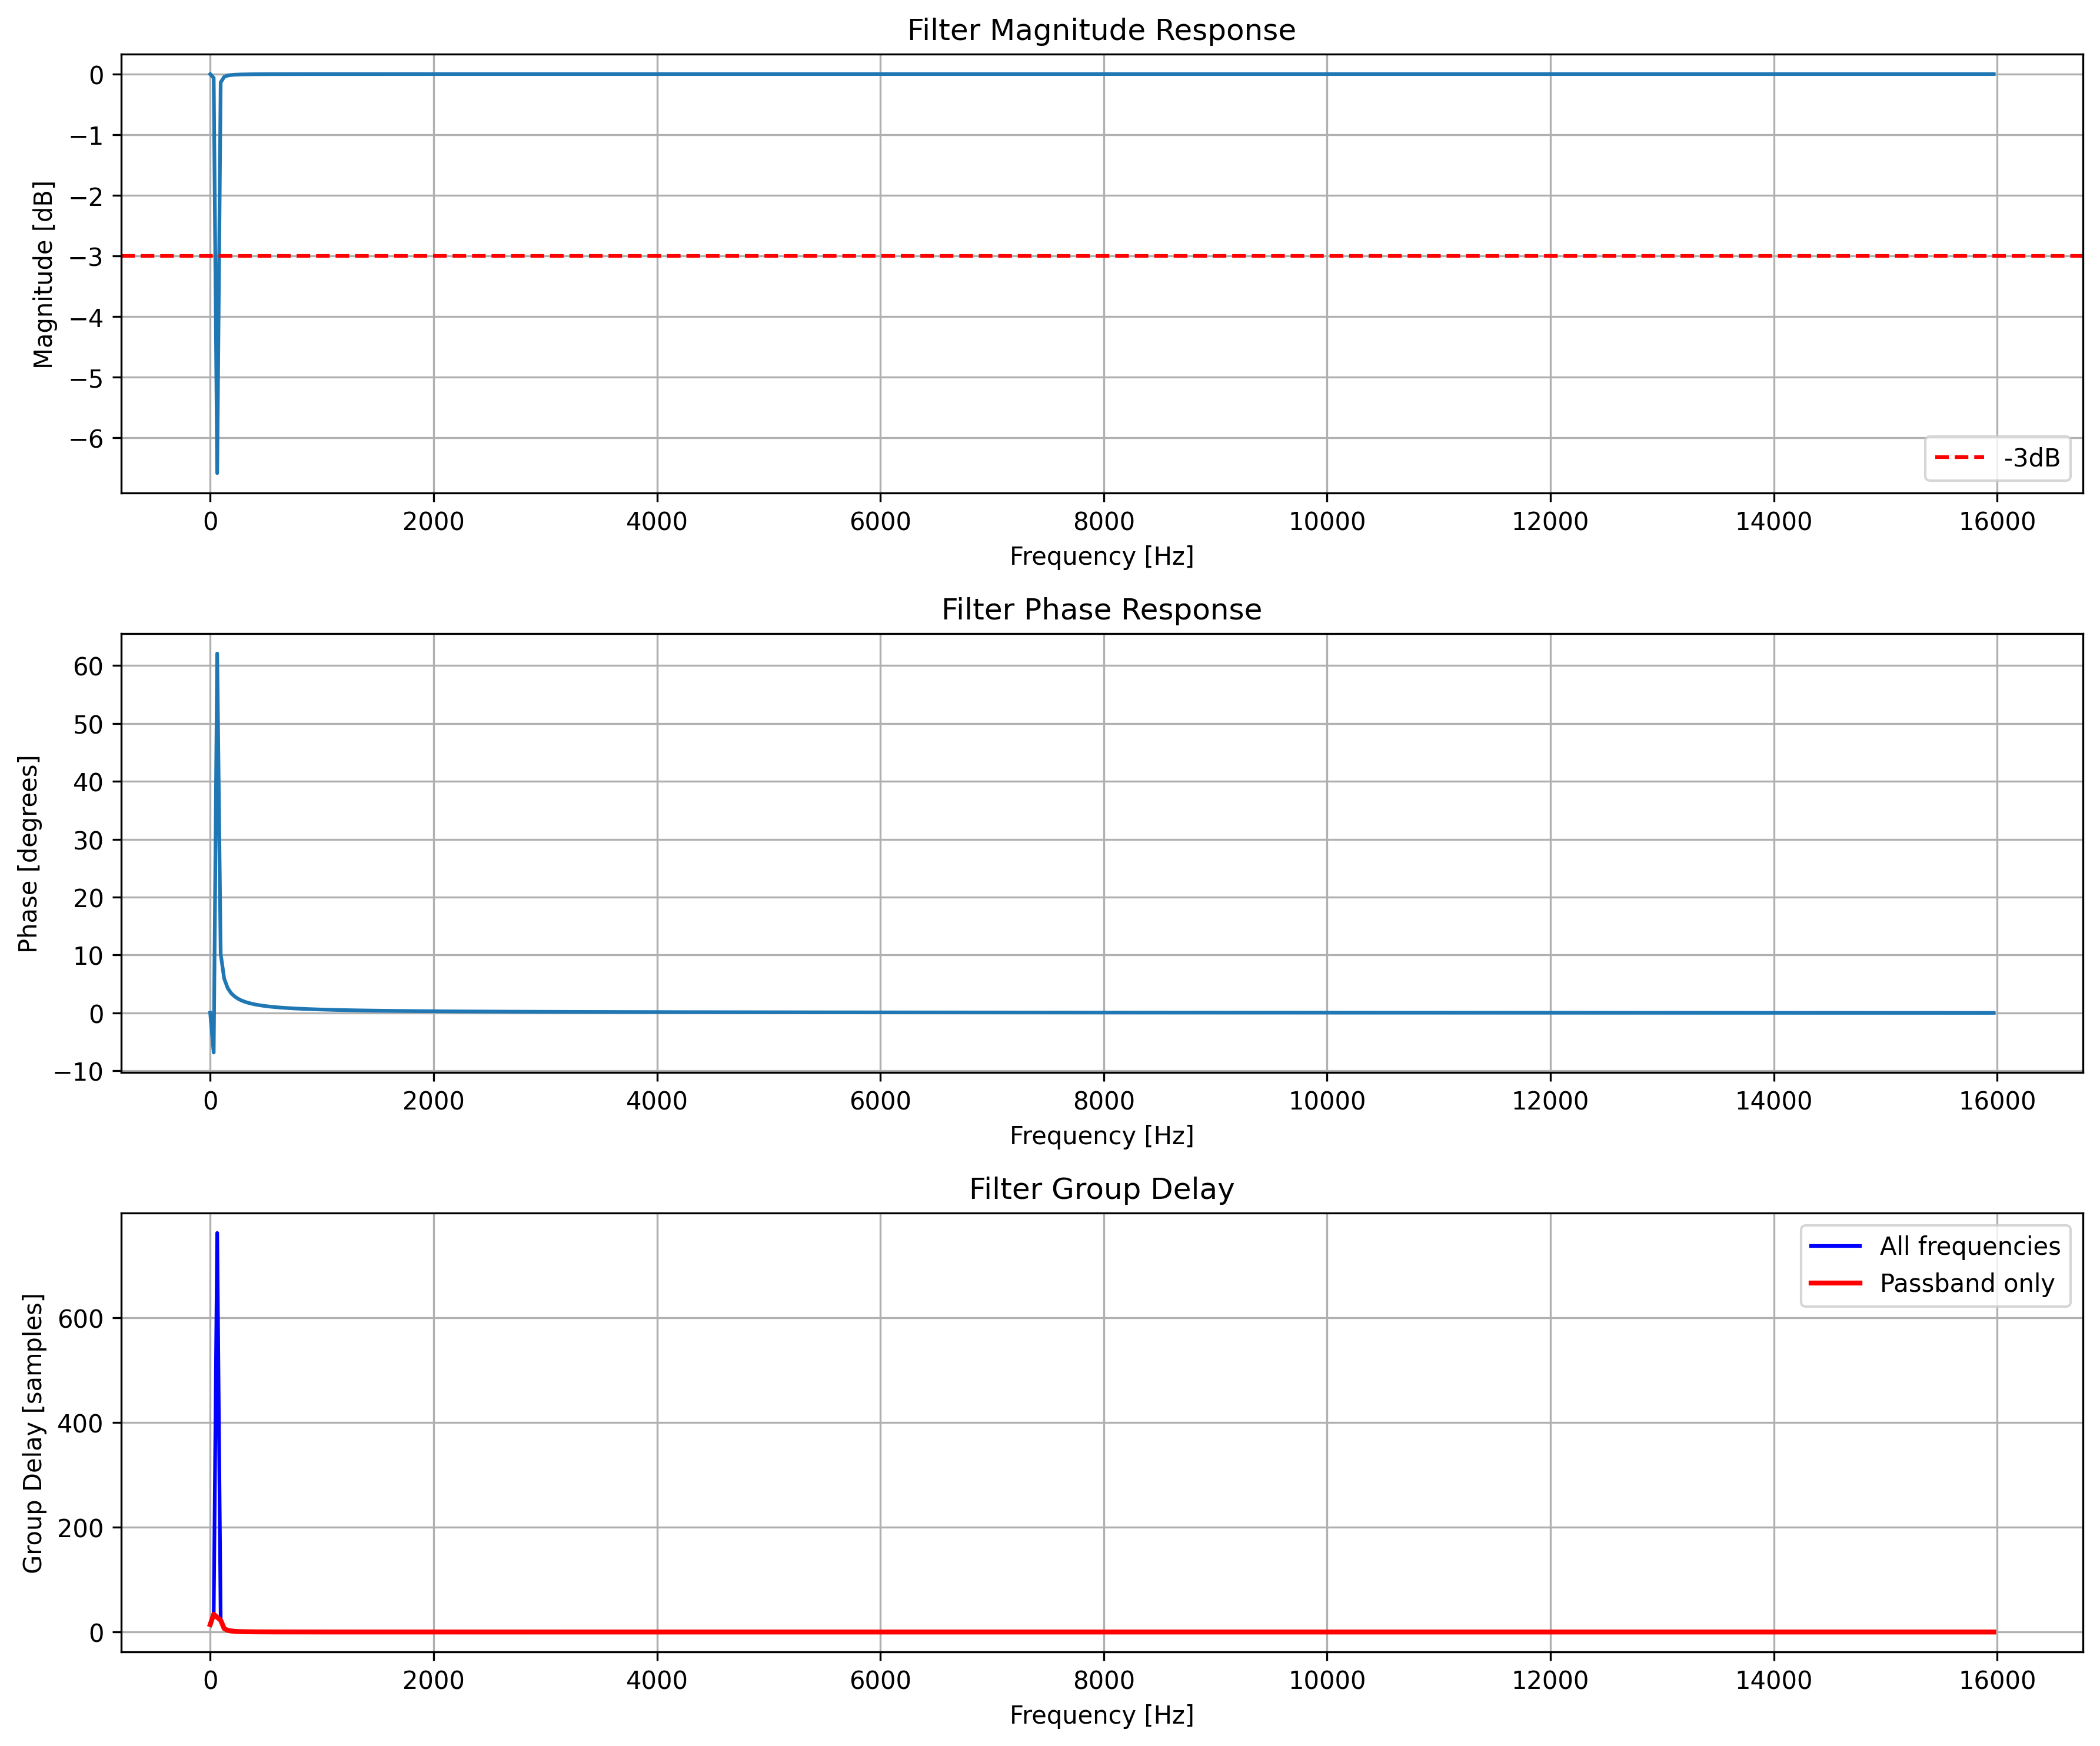 Filter Magnitude Response
Magnitude [dB]
0
−1
−2
−3
−4
−5
−6
-3dB
0 2000 4000 6000 8000 10000 12000 14000 16000
Frequency [Hz]
Filter Phase Response
Phase [degrees]
60
50
40
30
20
10
0
−10
0 2000 4000 6000 8000 10000 12000 14000 16000
Frequency [Hz]
Filter Group Delay
Group Delay [samples]
600
400
200
0
All frequencies
Passband only
0 2000 4000 6000 8000 10000 12000 14000 16000
Frequency [Hz]